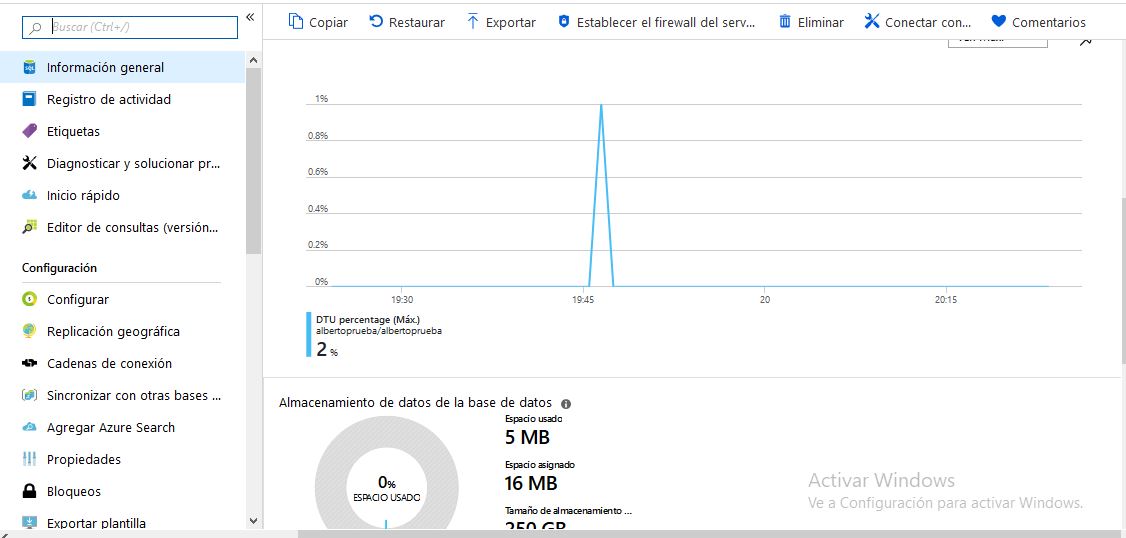 Buscar (Ctrl+/)
«
Información general
Registro de actividad
Etiquetas
Diagnosticar y solucionar pr...
Inicio rápido
Editor de consultas (versión...
Configuración
Configurar
Replicación geográfica
Cadenas de conexión
Sincronizar con otras bases ...
Agregar Azure Search
Propiedades
Bloqueos
Exportar plantilla
Copiar Restaurar Exportar Establecer el firewall del serv... Eliminar Conectar con... Comentarios
1%
0.8%
0.6%
0.4%
0.2%
0%
19:30 19:45 20 20:15
DTU percentage (Máx.)
albertoprueba/albertoprueba
2 %
Almacenamiento de datos de la base de datos
0%
ESPACIO USADO
Espacio usado
5 MB
Espacio asignado
16 MB
Tamaño de almacenamiento ...
250 GB
Activar Windows
Ve a Configuración para activar Windows.